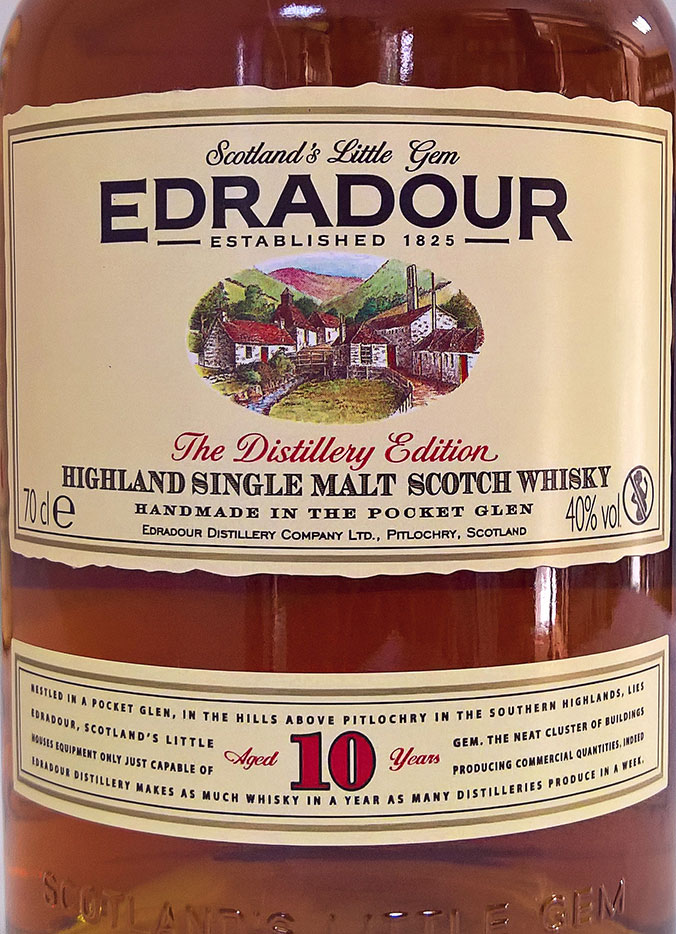 Scotland's Little Gem
EDRADOUR
ESTABLISHED 1825
The Distillery Edition
HIGHLAND SINGLE MALT SCOTCH WHISKY
HANDMADE IN THE POCKET GLEN
70 cl e
40% vol.
EDRADOUR DISTILLERY COMPANY LTD., PITLOCHRY, SCOTLAND
NESTLED IN A POCKET GLEN, IN THE HILLS ABOVE PITLOCHRY IN THE SOUTHERN HIGHLANDS, LIES
EDRADOUR, SCOTLAND'S LITTLE GEM. THE NEAT CLUSTER OF BUILDINGS
Aged 10 Years
HOUSES EQUIPMENT ONLY JUST CAPABLE OF PRODUCING COMMERCIAL QUANTITIES, INDEED
EDRADOUR DISTILLERY MAKES AS MUCH WHISKY IN A YEAR AS MANY DISTILLERIES PRODUCE IN A WEEK.
SCOTLAND'S LITTLE GEM